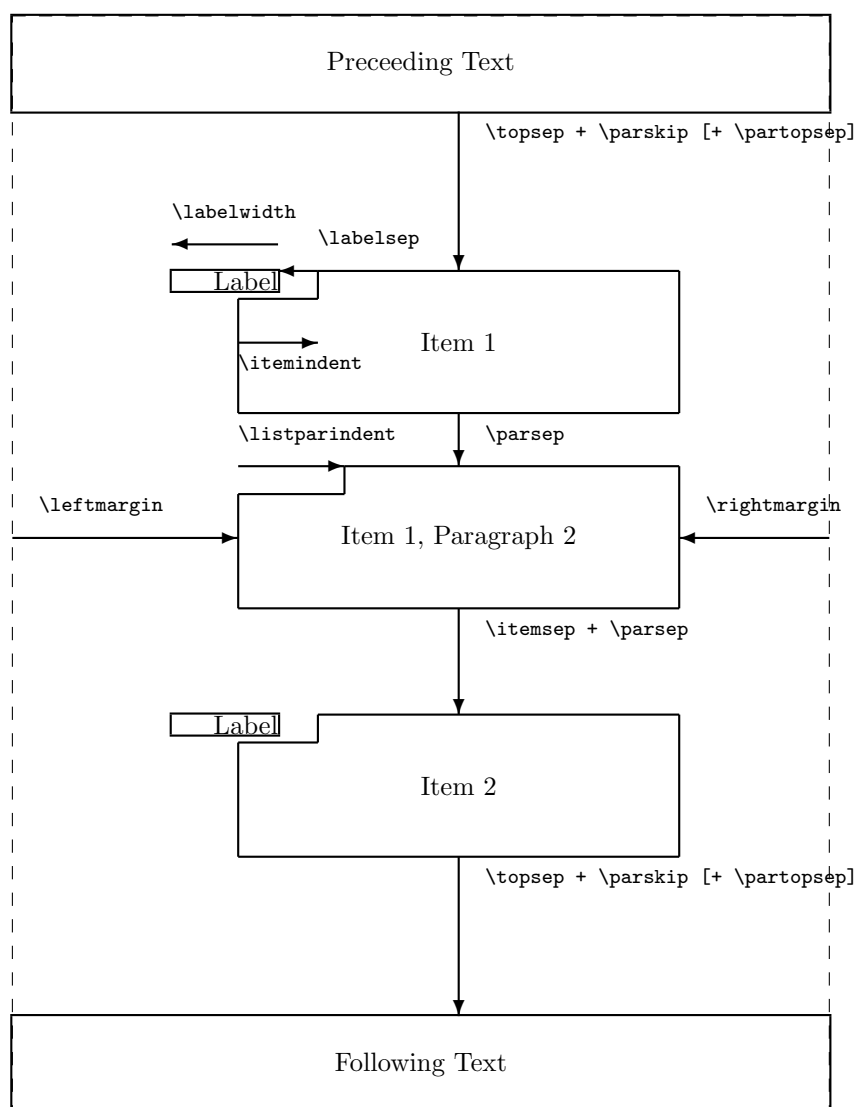 Preceeding Text
\topsep + \parskip [+ \partopsep]
\labelwidth
\labelsep
Label
Item 1
\itemindent
\listparindent
\parsep
\leftmargin
\rightmargin
Item 1, Paragraph 2
\itemsep + \parsep
Label
Item 2
\topsep + \parskip [+ \partopsep]
Following Text